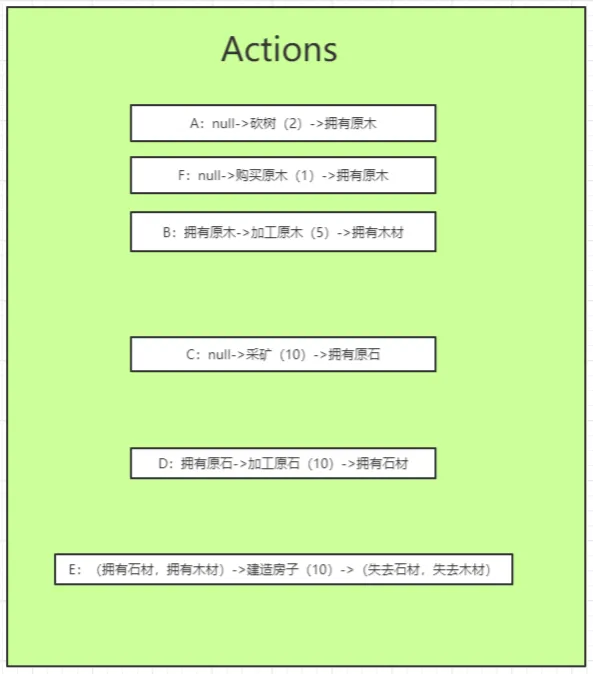 Actions
A：null->砍树（2）->拥有原木
F：null->购买原木（1）->拥有原木
B：拥有原木->加工原木（5）->拥有木材
C：null->采矿（10）->拥有原石
D：拥有原石->加工原石（10）->拥有石材
E：（拥有石材，拥有木材）->建造房子（10）->（失去石材，失去木材）